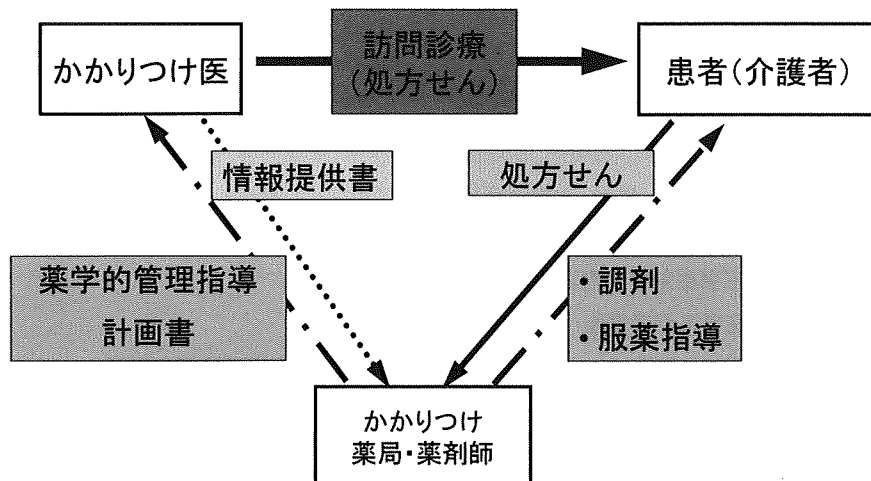 かかりつけ医
訪問診療
(処方せん)
患者(介護者)
情報提供書
処方せん
薬学的管理指導
計画書
・調剤
・服薬指導
かかりつけ
薬局・薬剤師